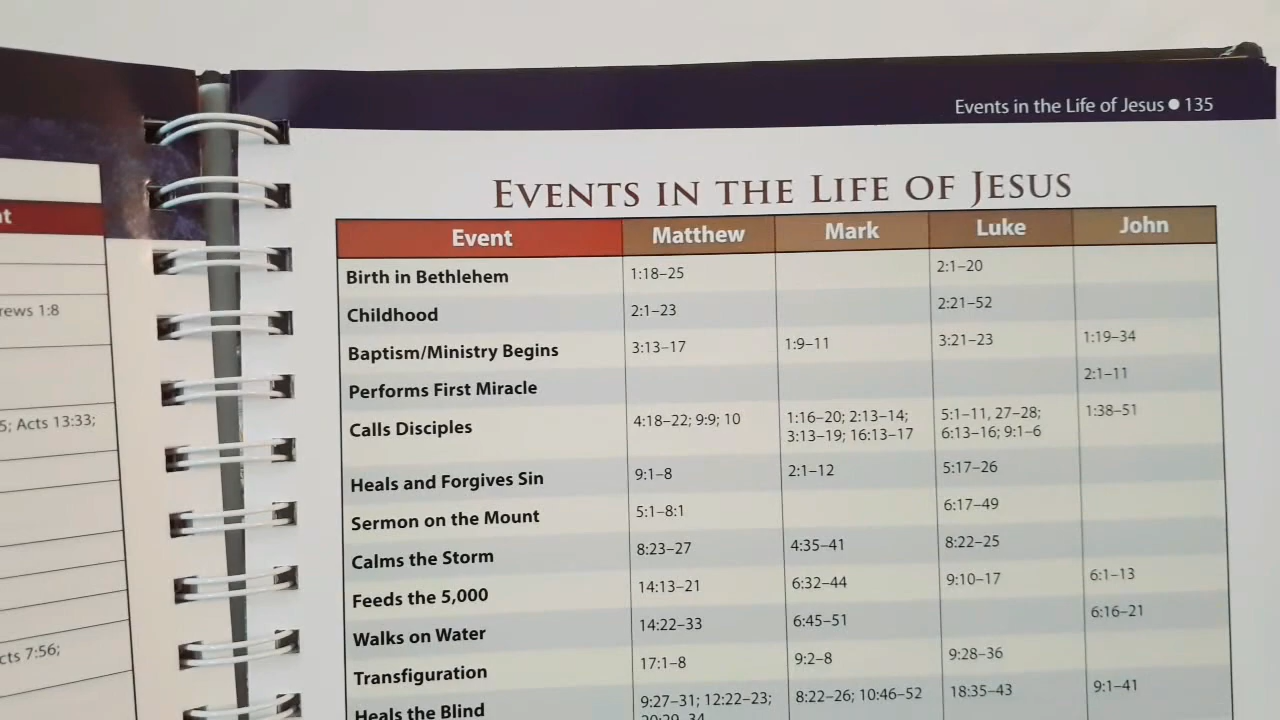 nt
rews 1:8
5; Acts 13:33;
cts 7:56;
Events in the Life of Jesus ● 135
EVENTS IN THE LIFE OF JESUS
Event Matthew Mark Luke John
Birth in Bethlehem 1:18–25 2:1–20
Childhood 2:1–23 2:21–52
Baptism/Ministry Begins 3:13–17 1:9–11 3:21–23 1:19–34
Performs First Miracle 2:1–11
Calls Disciples 4:18–22; 9:9; 10 1:16–20; 2:13–14; 5:1–11, 27–28; 1:38–51
3:13–19; 16:13–17 6:13–16; 9:1–6
Heals and Forgives Sin 9:1–8 2:1–12 5:17–26
Sermon on the Mount 5:1–8:1 6:17–49
Calms the Storm 8:23–27 4:35–41 8:22–25
Feeds the 5,000 14:13–21 6:32–44 9:10–17 6:1–13
Walks on Water 14:22–33 6:45–51 6:16–21
Transfiguration 17:1–8 9:2–8 9:28–36
Heals the Blind 9:27–31; 12:22–23; 8:22–26; 10:46–52 18:35–43 9:1–41